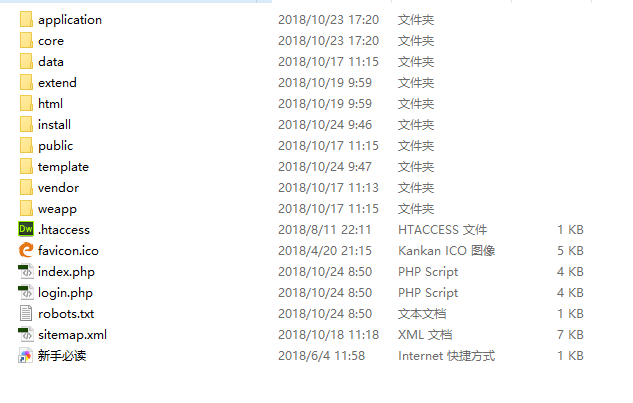 application 2018/10/23 17:20 文件夹
core 2018/10/23 17:20 文件夹
data 2018/10/17 11:15 文件夹
extend 2018/10/19 9:59 文件夹
html 2018/10/19 9:59 文件夹
install 2018/10/24 9:46 文件夹
public 2018/10/17 11:15 文件夹
template 2018/10/24 9:47 文件夹
vendor 2018/10/17 11:13 文件夹
weapp 2018/10/17 11:15 文件夹
.htaccess 2018/8/11 22:11 HTACCESS 文件 1 KB
favicon.ico 2018/4/20 21:15 Kankan ICO 图像 5 KB
index.php 2018/10/24 8:50 PHP Script 4 KB
login.php 2018/10/24 8:50 PHP Script 4 KB
robots.txt 2018/10/24 8:50 文本文档 1 KB
sitemap.xml 2018/10/18 11:18 XML 文档 7 KB
新手必读 2018/6/4 11:58 Internet 快捷方式 1 KB